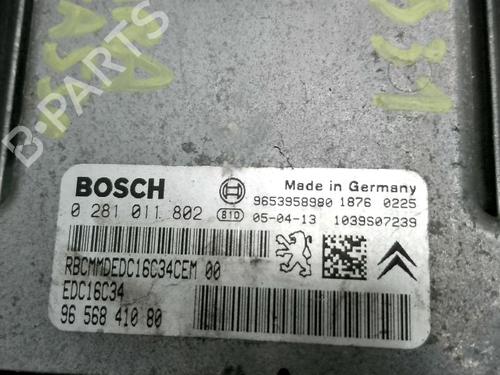 B-PARTS
BOSCH
Made in Germany
0 281 011 802
B10
9653958980 1876 0225
05-04-13 1039S07239
RBCMMDEDC16C34CEM 00
EDC16C34
96 568 410 80